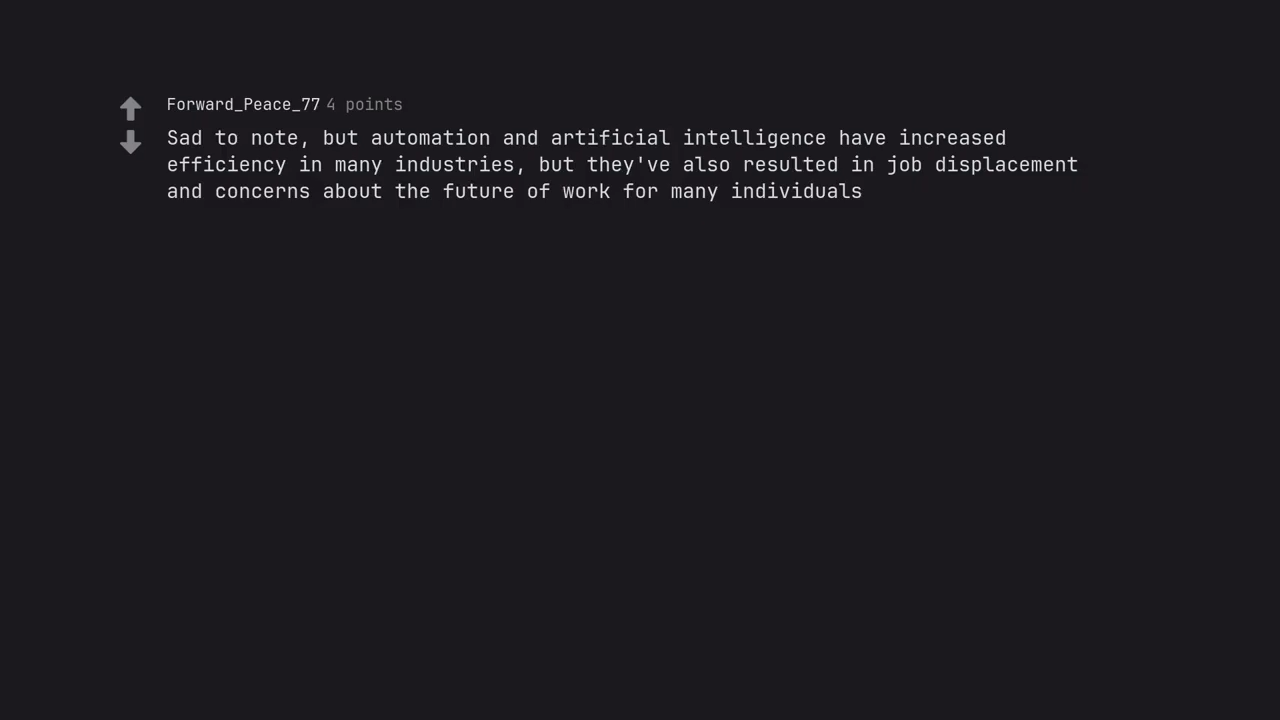 Forward_Peace_77 4 points
Sad to note, but automation and artificial intelligence have increased
efficiency in many industries, but they've also resulted in job displacement
and concerns about the future of work for many individuals